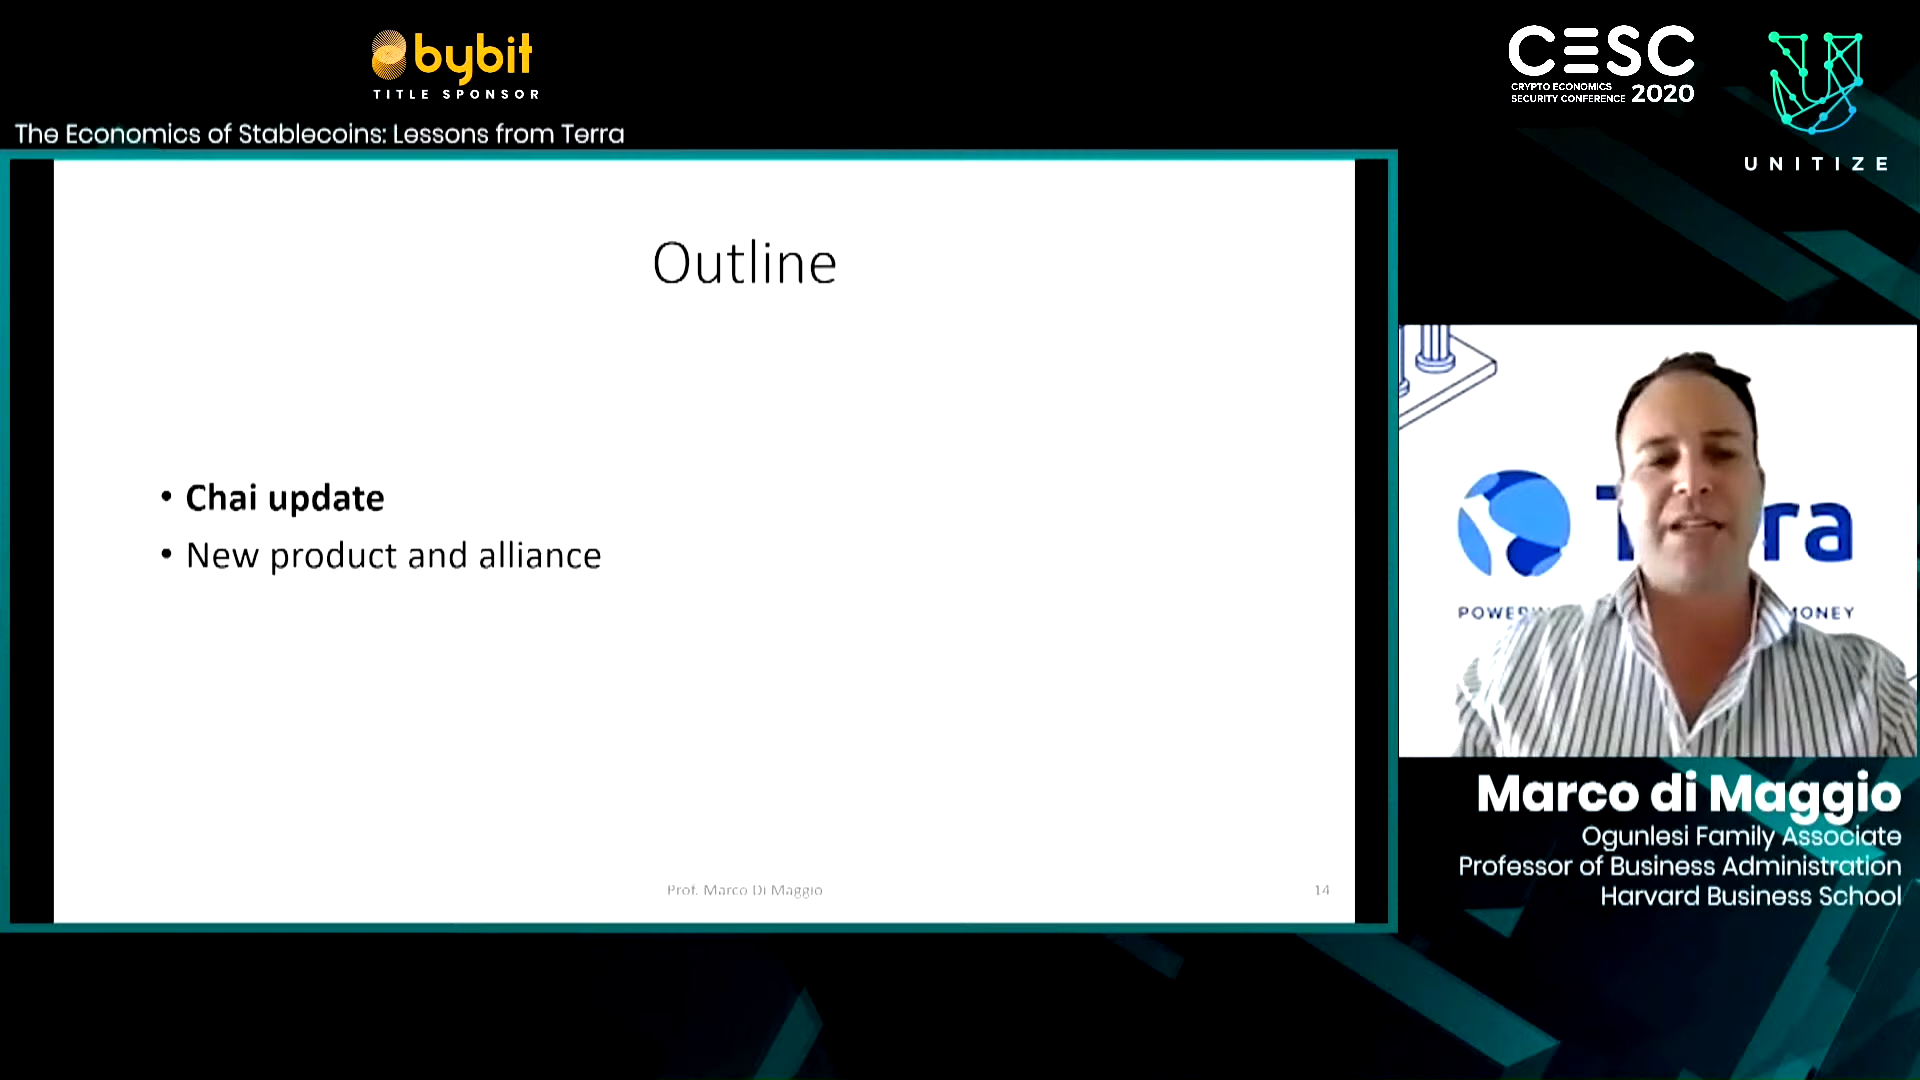 bybit
TITLE SPONSOR
CESC
CRYPTO ECONOMICS
SECURITY CONFERENCE 2020
UNITIZE
The Economics of Stablecoins: Lessons from Terra
Outline
• Chai update
• New product and alliance
Prof. Marco Di Maggio
14
ra
Marco di Maggio
Ogunlesi Family Associate
Professor of Business Administration
Harvard Business School